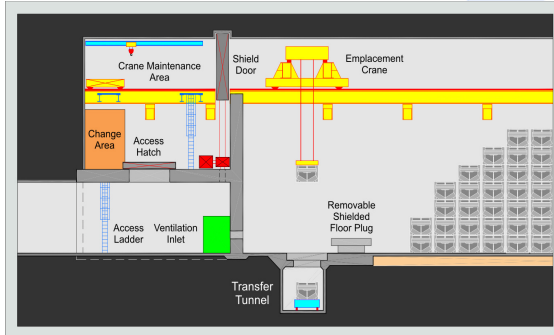 Crane Maintenance
Area
Shield
Door
Emplacement
Crane
Change
Area
Access
Hatch
Access
Ladder
Ventilation
Inlet
Removable
Shielded
Floor Plug
Transfer
Tunnel